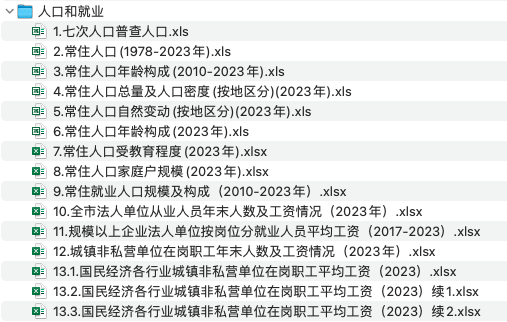 人口和就业
1.七次人口普查人口.xls
2.常住人口(1978-2023年).xls
3.常住人口年龄构成(2010-2023年).xls
4.常住人口总量及人口密度(按地区分)(2023年).xls
5.常住人口自然变动(按地区分)(2023年).xls
6.常住人口年龄构成(2023年).xls
7.常住人口受教育程度(2023年).xlsx
8.常住人口家庭户规模(2023年).xlsx
9.常住就业人口规模及构成（2010-2023年）.xlsx
10.全市法人单位从业人员年末人数及工资情况（2023年）.xlsx
11.规模以上企业法人单位按岗位分就业人员平均工资（2017-2023）.xlsx
12.城镇非私营单位在岗职工年末人数及工资情况（2023年）.xlsx
13.1.国民经济各行业城镇非私营单位在岗职工平均工资（2023）.xlsx
13.2.国民经济各行业城镇非私营单位在岗职工平均工资（2023）续1.xlsx
13.3.国民经济各行业城镇非私营单位在岗职工平均工资（2023）续2.xlsx